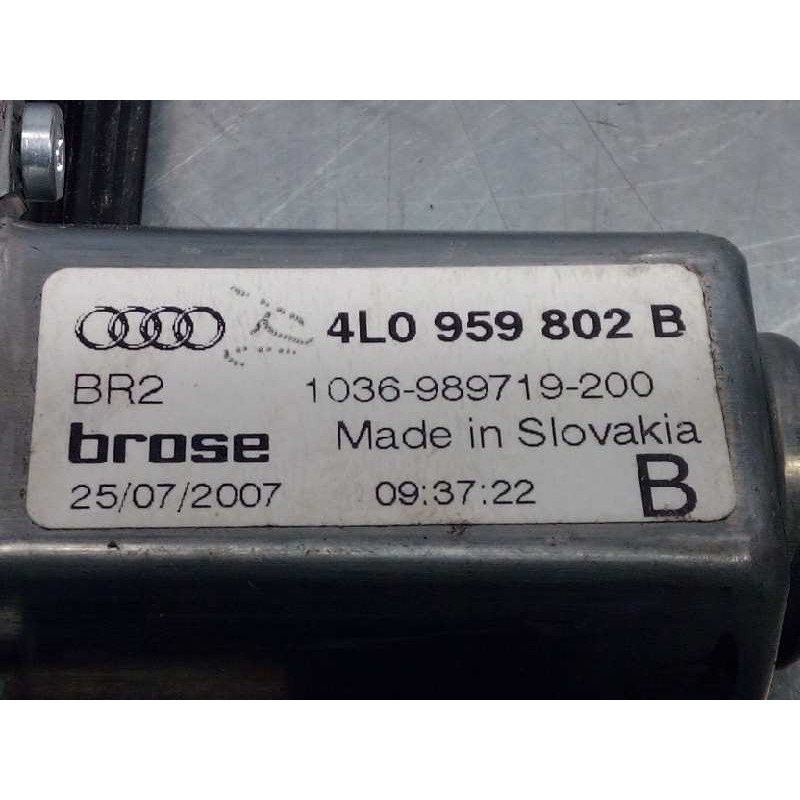 4L0 959 802 B
BR2 1036-989719-200
brose Made in Slovakia
25/07/2007 09:37:22 B